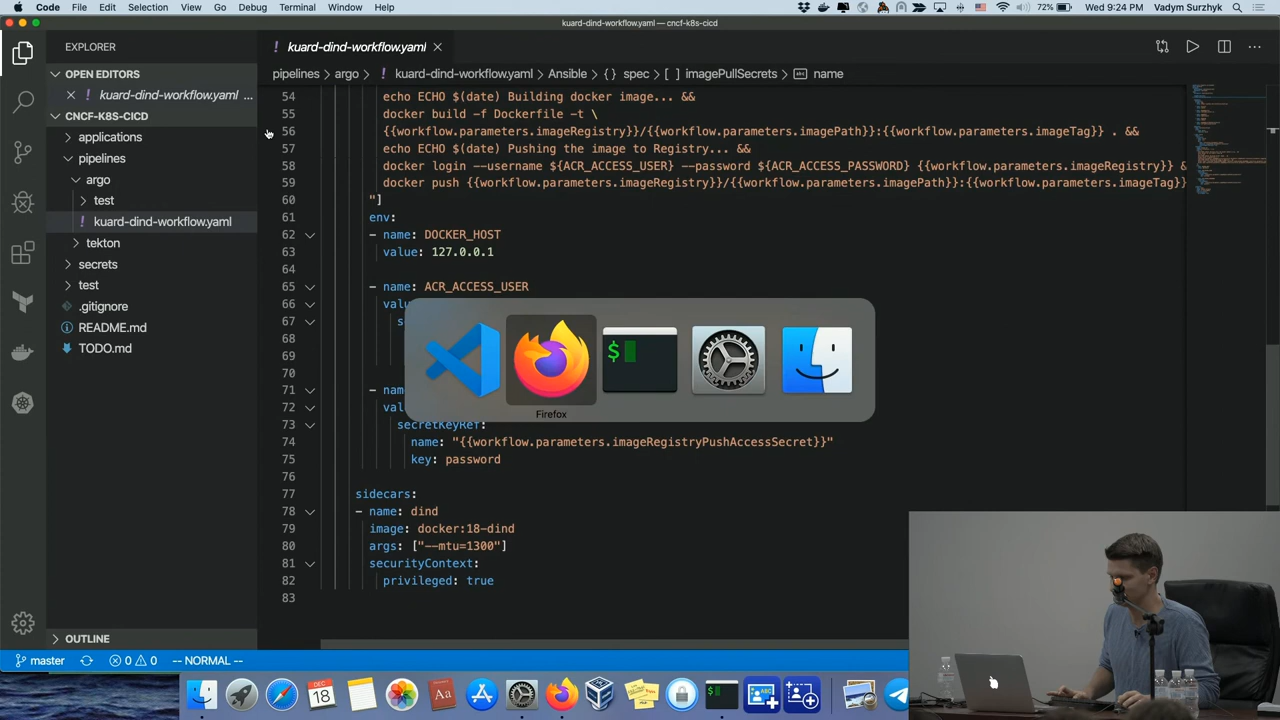 Code File Edit Selection View Go Debug Terminal Window Help
72% Wed 9:24 PM Vadym Surzhyk
kuard-dind-workflow.yaml — cncf-k8s-cicd
EXPLORER
kuard-dind-workflow.yaml
OPEN EDITORS
kuard-dind-workflow.yaml ...
CNCF-K8S-CICD
applications
pipelines
argo
test
kuard-dind-workflow.yaml
tekton
secrets
test
.gitignore
README.md
TODO.md
OUTLINE
pipelines > argo > ! kuard-dind-workflow.yaml > Ansible > {} spec > [ ] imagePullSecrets > abc name
54 echo ECHO $(date) Building docker image... &&
55 docker build -f Dockerfile -t \
56 {{workflow.parameters.imageRegistry}}/{{workflow.parameters.imagePath}}:{{workflow.parameters.imageTag}} . &&
57 echo ECHO $(date) Pushing the image to Registry... &&
58 docker login --username ${ACR_ACCESS_USER} --password ${ACR_ACCESS_PASSWORD} {{workflow.parameters.imageRegistry}} &
59 docker push {{workflow.parameters.imageRegistry}}/{{workflow.parameters.imagePath}}:{{workflow.parameters.imageTag}}
60 "]
61 env:
62 - name: DOCKER_HOST
63 value: 127.0.0.1
64
65 - name: ACR_ACCESS_USER
66 valu
67 s
68
69
70
71 - nam
72 val
73 secretKeyRef:
74 name: "{{workflow.parameters.imageRegistryPushAccessSecret}}"
75 key: password
76
77 sidecars:
78 - name: dind
79 image: docker:18-dind
80 args: ["--mtu=1300"]
81 securityContext:
82 privileged: true
83
$
Firefox
master 0 0 -- NORMAL --
DEC
18
Aa
$
ABC